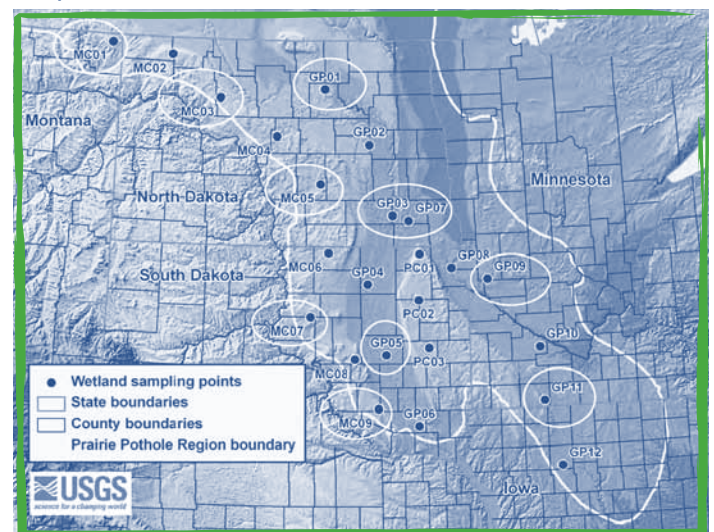 MC01
MC02
GP01
MC03
Montana
MC04
GP02
Minnesota
MC05
North Dakota
GP03
GP07
MC06
PC01
GP08
GP09
South Dakota
GP04
PC02
MC07
GP05
PC03
GP10
MC08
GP11
MC09
GP06
GP12
Iowa
Wetland sampling points
State boundaries
County boundaries
Prairie Pothole Region boundary
USGS
science for a changing world